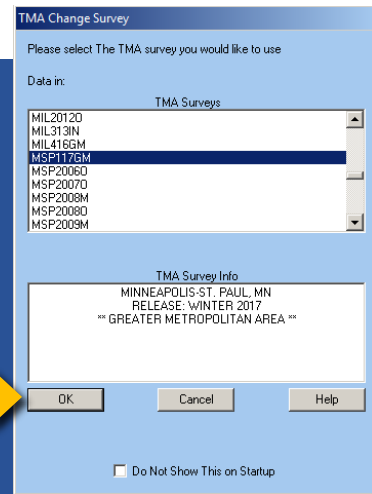 TMA Change Survey
Please select The TMA survey you would like to use
Data in:
TMA Surveys
MIL2012O
MIL313IN
MIL416GM
MSP117GM
MSP2006O
MSP2007O
MSP2008M
MSP2008O
MSP2009M
TMA Survey Info
MINNEAPOLIS-ST. PAUL, MN
RELEASE: WINTER 2017
** GREATER METROPOLITAN AREA **
OK
Cancel
Help
Do Not Show This on Startup